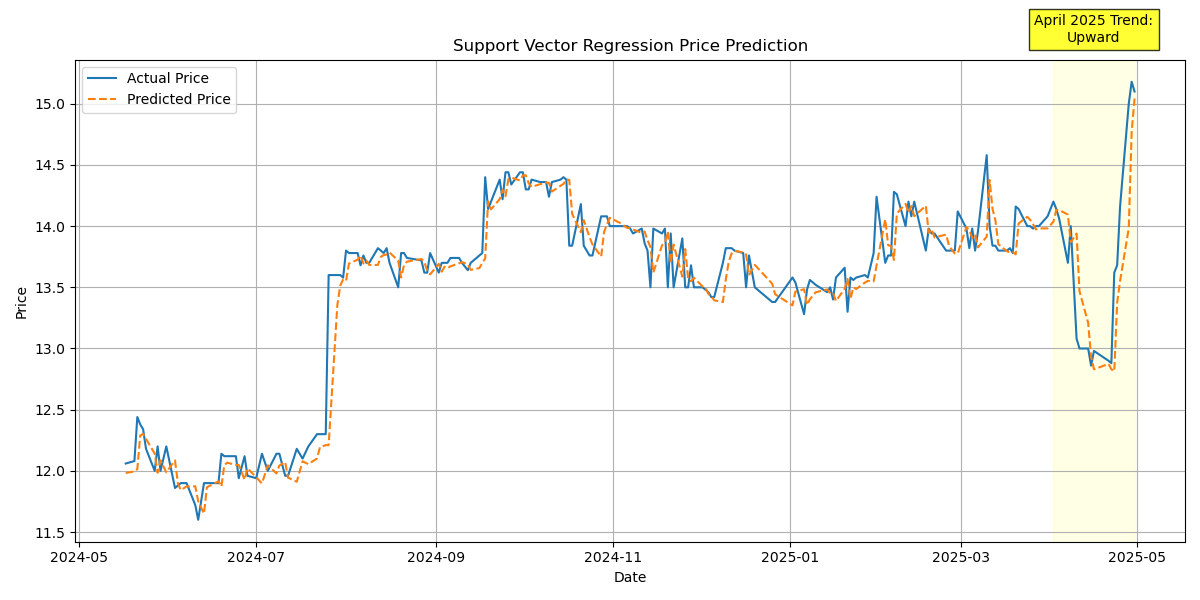 April 2025 Trend:
Upward
Support Vector Regression Price Prediction
Actual Price
Predicted Price
15.0
14.5
14.0
13.5
13.0
12.5
12.0
11.5
Price
2024-05
2024-07
2024-09
2024-11
2025-01
2025-03
2025-05
Date